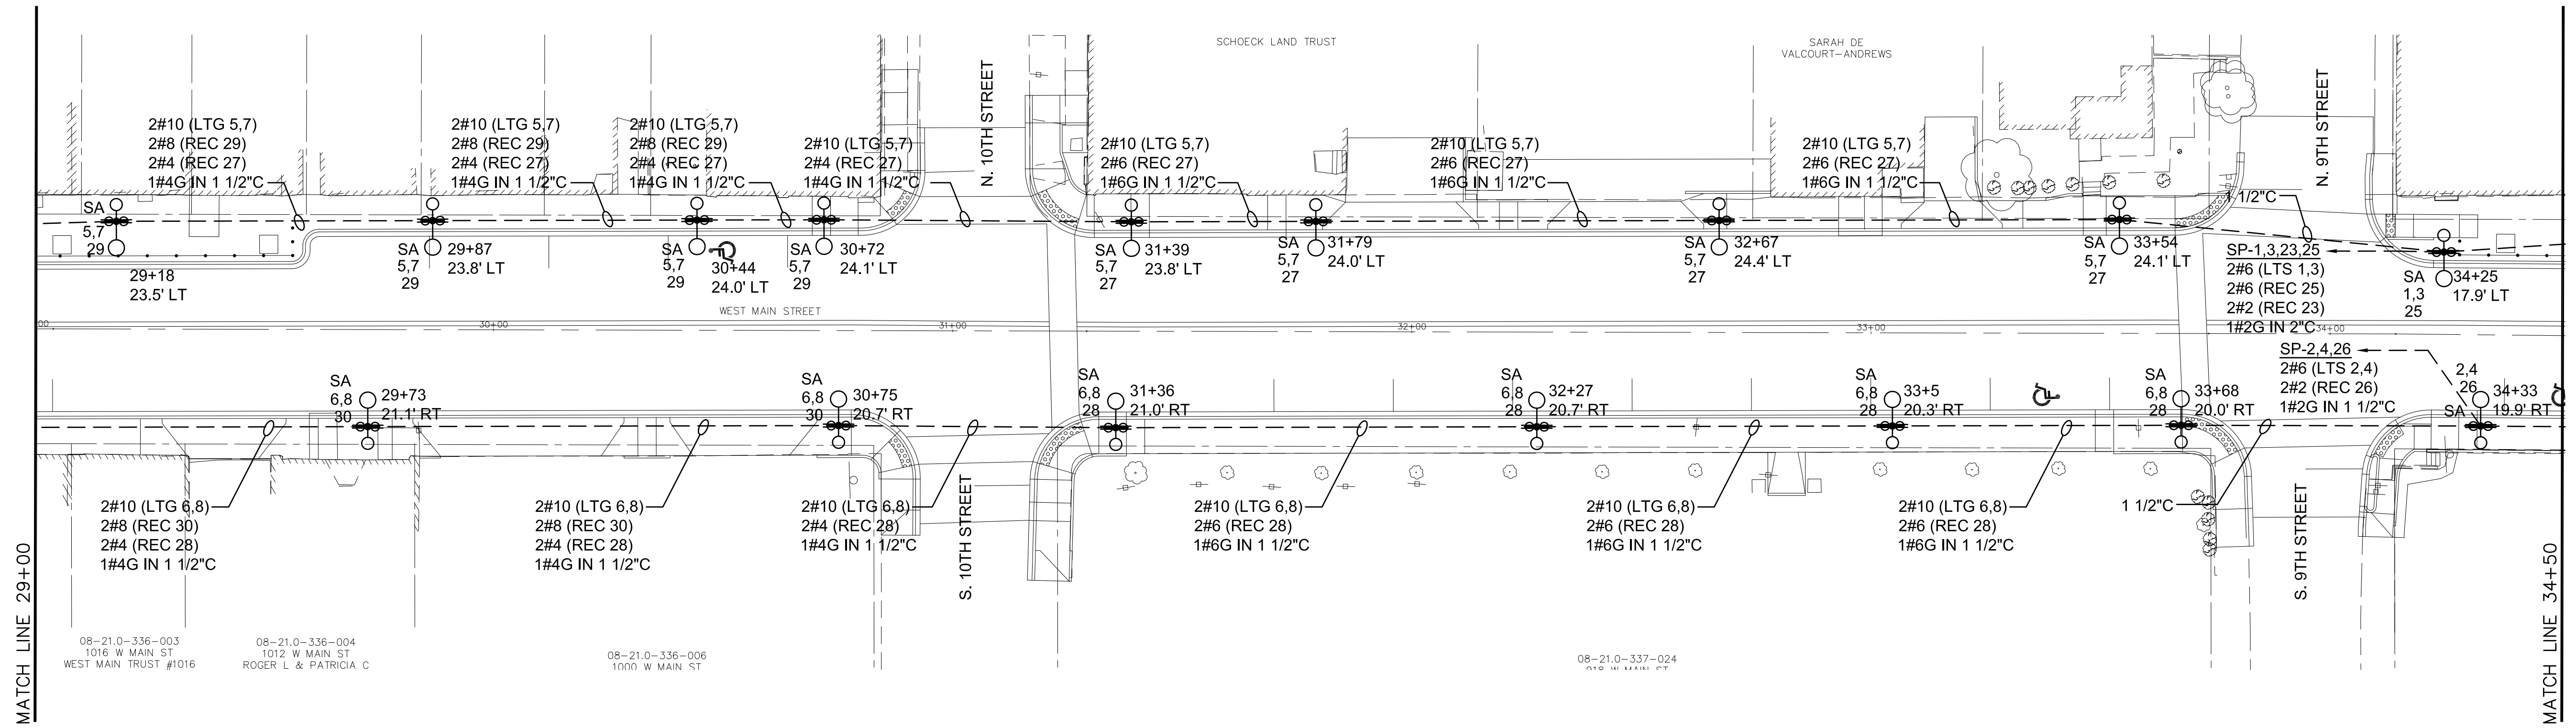 SCHOECK LAND TRUST
SARAH DE
VALCOURT-ANDREWS
N. 10TH STREET
N. 9TH STREET
2#10 (LTG 5,7)
2#8 (REC 29)
2#4 (REC 27)
1#4G IN 1 1/2"C
2#10 (LTG 5,7)
2#8 (REC 29)
2#4 (REC 27)
1#4G IN 1 1/2"C
2#10 (LTG 5,7)
2#8 (REC 29)
2#4 (REC 27)
1#4G IN 1 1/2"C
2#10 (LTG 5,7)
2#4 (REC 27)
1#4G IN 1 1/2"C
2#10 (LTG 5,7)
2#6 (REC 27)
1#6G IN 1 1/2"C
2#10 (LTG 5,7)
2#6 (REC 27)
1#6G IN 1 1/2"C
2#10 (LTG 5,7)
2#6 (REC 27)
1#6G IN 1 1/2"C
1 1/2"C
SA
5,7
29
29+18
23.5' LT
SA
5,7
29
29+87
23.8' LT
SA
5,7
29
30+44
24.0' LT
SA
5,7
29
30+72
24.1' LT
SA
5,7
27
31+39
23.8' LT
SA
5,7
27
31+79
24.0' LT
SA
5,7
27
32+67
24.4' LT
SA
5,7
27
33+54
24.1' LT
SP-1,3,23,25
2#6 (LTS 1,3)
2#6 (REC 25)
2#2 (REC 23)
1#2G IN 2"C
SA
1,3
25
34+25
17.9' LT
WEST MAIN STREET
00
30+00
31+00
32+00
33+00
34+00
SP-2,4,26
2#6 (LTS 2,4)
2#2 (REC 26)
1#2G IN 1 1/2"C
SA
6,8
30
29+73
21.1' RT
SA
6,8
30
30+75
20.7' RT
SA
6,8
28
31+36
21.0' RT
SA
6,8
28
32+27
20.7' RT
SA
6,8
28
33+5
20.3' RT
SA
6,8
28
33+68
20.0' RT
2,4
26
SA
34+33
19.9' RT
2#10 (LTG 6,8)
2#8 (REC 30)
2#4 (REC 28)
1#4G IN 1 1/2"C
2#10 (LTG 6,8)
2#8 (REC 30)
2#4 (REC 28)
1#4G IN 1 1/2"C
2#10 (LTG 6,8)
2#4 (REC 28)
1#4G IN 1 1/2"C
2#10 (LTG 6,8)
2#6 (REC 28)
1#6G IN 1 1/2"C
2#10 (LTG 6,8)
2#6 (REC 28)
1#6G IN 1 1/2"C
2#10 (LTG 6,8)
2#6 (REC 28)
1#6G IN 1 1/2"C
1 1/2"C
S. 10TH STREET
S. 9TH STREET
MATCH LINE 29+00
MATCH LINE 34+50
08-21.0-336-003
1016 W MAIN ST
WEST MAIN TRUST #1016
08-21.0-336-004
1012 W MAIN ST
ROGER L & PATRICIA C
08-21.0-336-006
1000 W MAIN ST
08-21.0-337-024
918 W MAIN ST